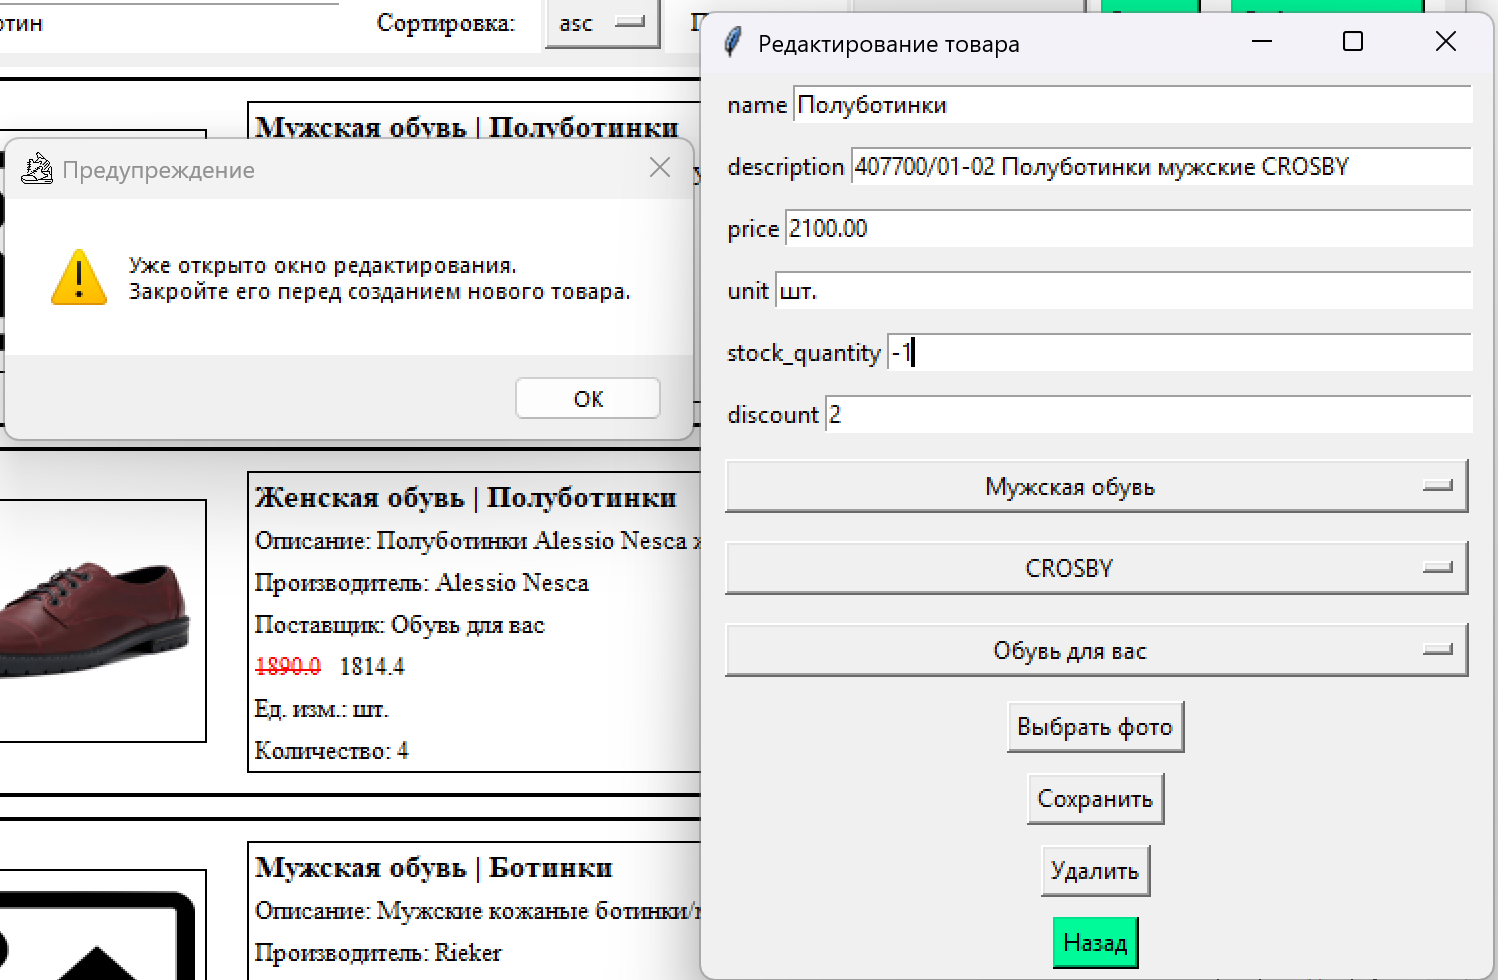 Сортировка:
asc
Мужская обувь | Полуботинки
Предупреждение
Уже открыто окно редактирования.
Закройте его перед созданием нового товара.
OK
Женская обувь | Полуботинки
Описание: Полуботинки Alessio Nesca
Производитель: Alessio Nesca
Поставщик: Обувь для вас
1890.0 1814.4
Ед. изм.: шт.
Количество: 4
Мужская обувь | Ботинки
Описание: Мужские кожаные ботинки/
Производитель: Rieker
Редактирование товара
name Полуботинки
description 407700/01-02 Полуботинки мужские CROSBY
price 2100.00
unit шт.
stock_quantity -1
discount 2
Мужская обувь
CROSBY
Обувь для вас
Выбрать фото
Сохранить
Удалить
Назад